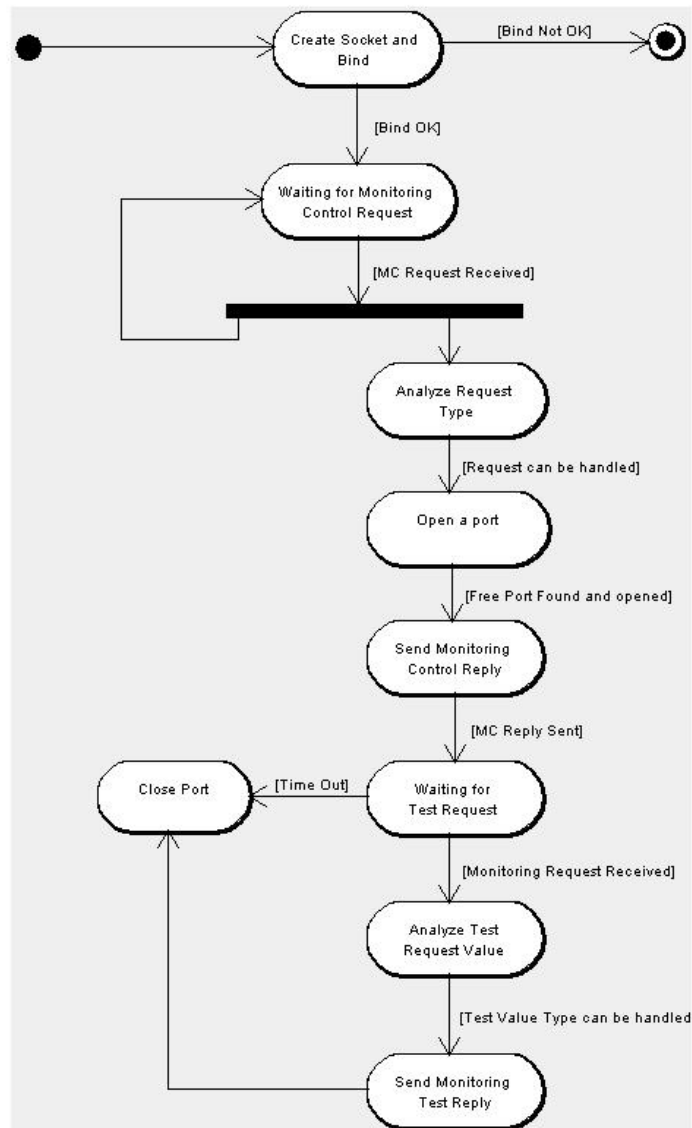 Create Socket and
Bind
[Bind Not OK]
[Bind OK]
Waiting for Monitoring
Control Request
[MC Request Received]
Analyze Request
Type
[Request can be handled]
Open a port
[Free Port Found and opened]
Send Monitoring
Control Reply
[MC Reply Sent]
Close Port
[Time Out]
Waiting for
Test Request
[Monitoring Request Received]
Analyze Test
Request Value
[Test Value Type can be handled
Send Monitoring
Test Reply